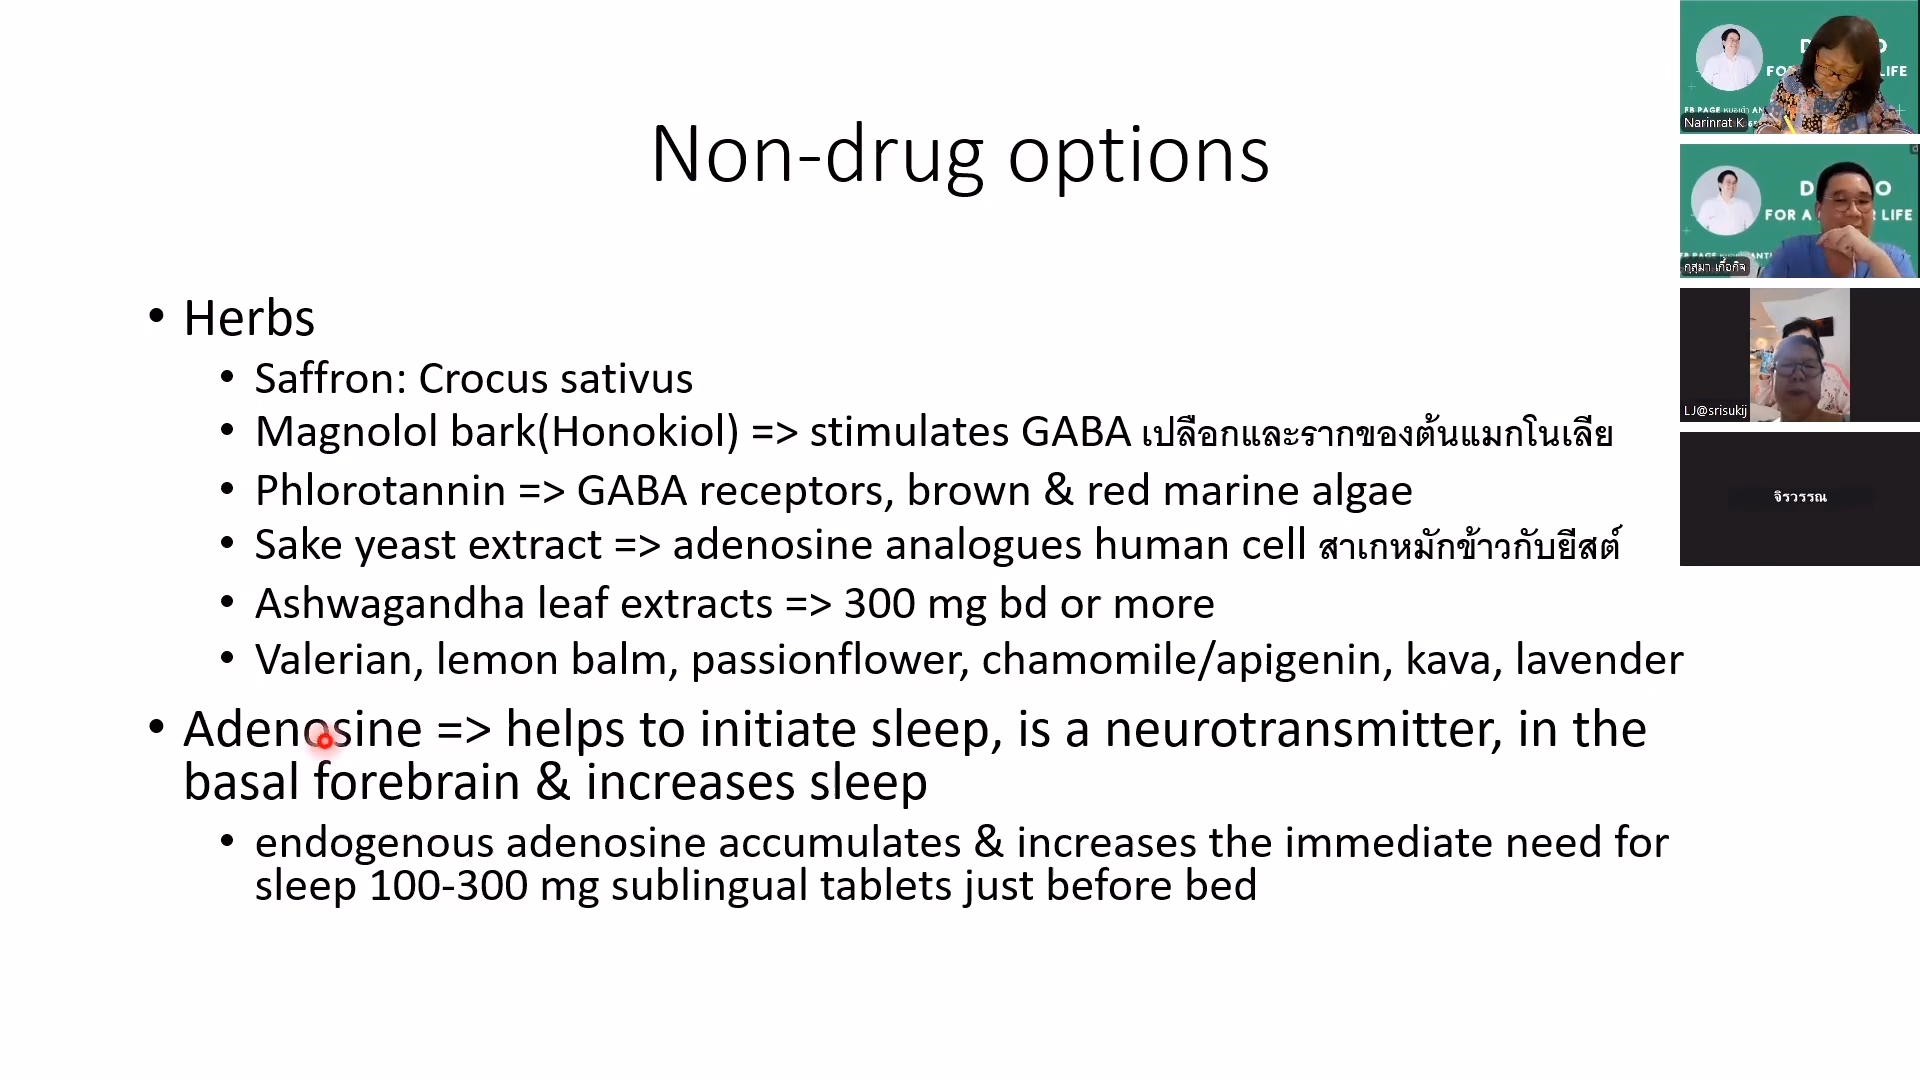 Non-drug options
• Herbs
• Saffron: Crocus sativus
• Magnolol bark(Honokiol) => stimulates GABA เปลือกและรากของต้นแมกโนเลีย
• Phlorotannin => GABA receptors, brown & red marine algae
• Sake yeast extract => adenosine analogues human cell สาเกหมักข้าวกับยีสต์
• Ashwagandha leaf extracts => 300 mg bd or more
• Valerian, lemon balm, passionflower, chamomile/apigenin, kava, lavender
• Adenosine => helps to initiate sleep, is a neurotransmitter, in the
basal forebrain & increases sleep
• endogenous adenosine accumulates & increases the immediate need for
sleep 100-300 mg sublingual tablets just before bed
LIFE
FB PAGE
Narinrat K
FOR A
LIFE
กุสุมา เกื้อกิจ
LJ@srisukij
จิรวรรณ